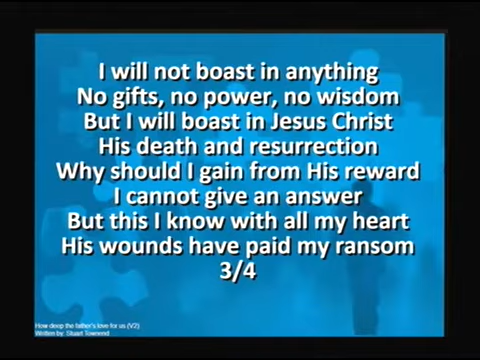 I will not boast in anything
No gifts, no power, no wisdom
But I will boast in Jesus Christ
His death and resurrection
Why should I gain from His reward
I cannot give an answer
But this I know with all my heart
His wounds have paid my ransom
3/4
How deep the father's love for us (V2)
Written by: Stuart Townend